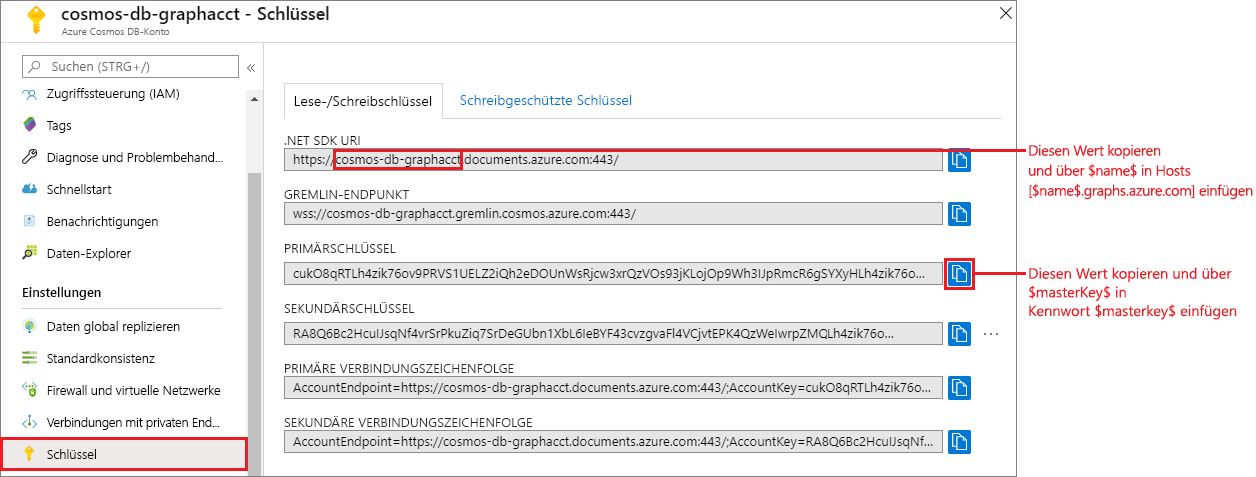 cosmos-db-graphacct - Schlüssel
Azure Cosmos DB-Konto
Suchen (STRG+/)
Zugriffssteuerung (IAM)
Tags
Diagnose und Problembehand...
Schnellstart
Benachrichtigungen
Daten-Explorer
Einstellungen
Daten global replizieren
Standardkonsistenz
Firewall und virtuelle Netzwerke
Verbindungen mit privaten End...
Schlüssel
Lese-/Schreibschlüssel
Schreibgeschützte Schlüssel
.NET SDK URI
https://cosmos-db-graphacct.documents.azure.com:443/
GREMLIN-ENDPUNKT
wss://cosmos-db-graphacct.gremlin.cosmos.azure.com:443/
PRIMÄRSCHLÜSSEL
cukO8qRTLh4zik76ov9PRVS1UELZ2iQh2eDOUnWsRjcw3xrQzVOs93jKLojOp9Wh3IJpRmcR6gSYXyHLh4zik76o...
SEKUNDÄRSCHLÜSSEL
RA8Q6Bc2HcuIJsqNf4vrSrPkuZiq7SrDeGUbn1XbL6IeBYF43cvzgvaFl4VCjvtEPK4QzWeIwrpZMQLh4zik76o...
PRIMÄRE VERBINDUNGSZEICHENFOLGE
AccountEndpoint=https://cosmos-db-graphacct.documents.azure.com:443/;AccountKey=cukO8qRTLh4zik76o...
SEKUNDÄRE VERBINDUNGSZEICHENFOLGE
AccountEndpoint=https://cosmos-db-graphacct.documents.azure.com:443/;AccountKey=RA8Q6Bc2HcuIJsqNf...
Diesen Wert kopieren
und über $name$ in Hosts
[$name$.graphs.azure.com] einfügen
Diesen Wert kopieren und über
$masterKey$ in
Kennwort $masterkey$ einfügen